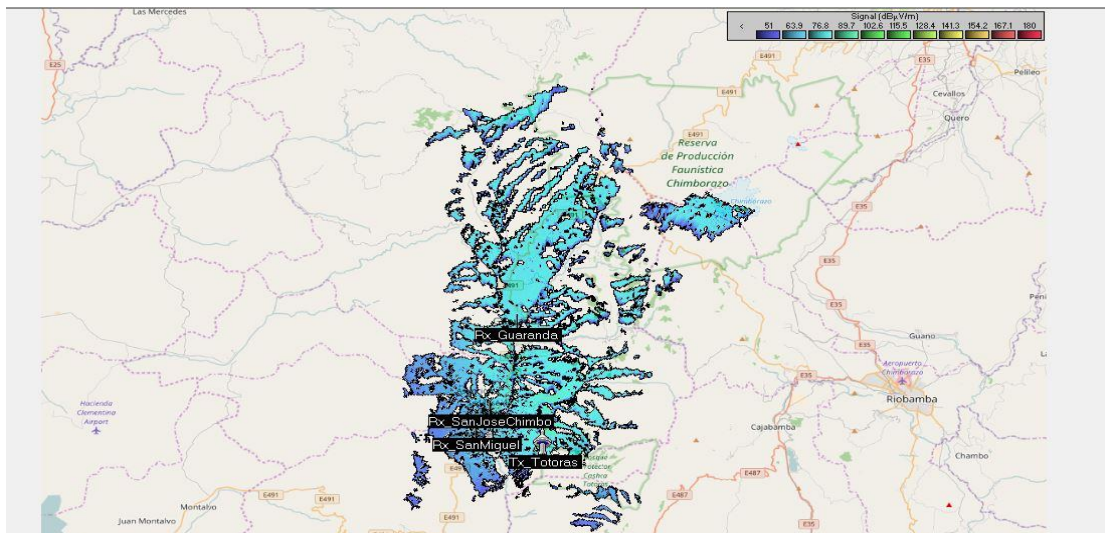 Las Mercedes
Signal (dBµV/m)
< 51 63.9 76.8 89.7 102.6 115.5 128.4 141.3 154.2 167.1 180
E25
E491
E35
Pelileo
Cevallos
Quero
E491
Reserva
de Producción
Faunística
Chimborazo
Chimborazo
E35
E25
E491
E35
Guano
Rx_Guaranda
E35
E35
Aeropuerto
Chimborazo
Riobamba
Hacienda
Clementina
Airport
Rx_SanJoseChimbo
Cajabamba
Rx_SanMiguel
Tx_Totoras
Chambo
E491
E487
E487
E491
Montalvo
E491
Juan Montalvo